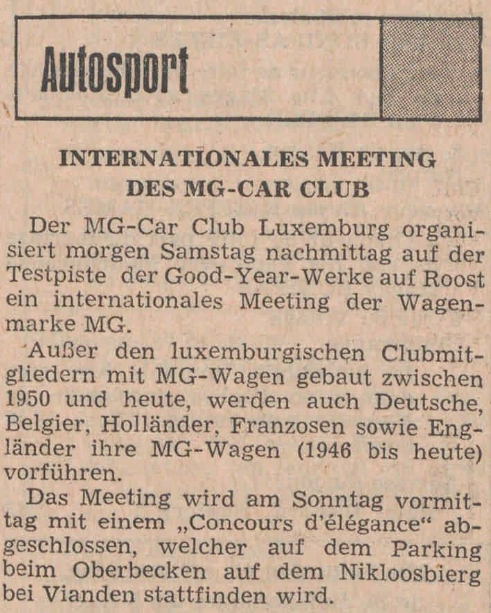 Autosport
INTERNATIONALES MEETING
DES MG-CAR CLUB
Der MG-Car Club Luxemburg organi-
siert morgen Samstag nachmittag auf der
Testpiste der Good-Year-Werke auf Roost
ein internationales Meeting der Wagen-
marke MG.
Außer den luxemburgischen Clubmit-
gliedern mit MG-Wagen gebaut zwischen
1950 und heute, werden auch Deutsche,
Belgier, Holländer, Franzosen sowie Eng-
länder ihre MG-Wagen (1946 bis heute)
vorführen.
Das Meeting wird am Sonntag vormit-
tag mit einem „Concours d'élégance“ ab-
geschlossen, welcher auf dem Parking
beim Oberbecken auf dem Nikloosbierg
bei Vianden stattfinden wird.